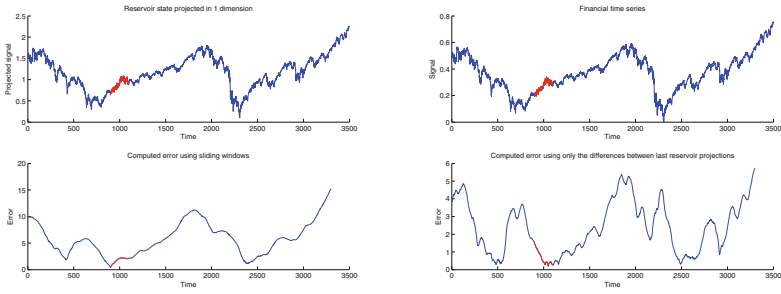 Reservoir state projected in 1 dimension
2.5
2
1.5
1
0.5
0
Projected signal
0 500 1000 1500 2000 2500 3000 3500
Time
Financial time series
0.8
0.6
0.4
0.2
0
Signal
0 500 1000 1500 2000 2500 3000 3500
Time
Computed error using sliding windows
20
15
10
5
0
Error
0 500 1000 1500 2000 2500 3000 3500
Time
Computed error using only the differences between last reservoir projections
6
5
4
3
2
1
0
Error
0 500 1000 1500 2000 2500 3000 3500
Time